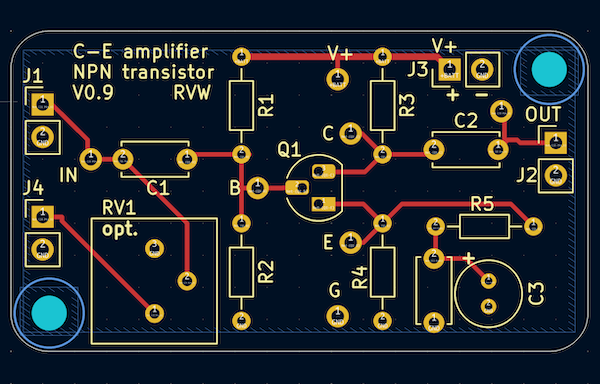 C-E amplifier
NPN transistor
V0.9 RVW
J1
V+
V+
J3
+ -
R1
R3
OUT
C2
C
Q1
IN
C1
B
J2
J4
RV1
opt.
R5
E
R2
R4
+
G
C3